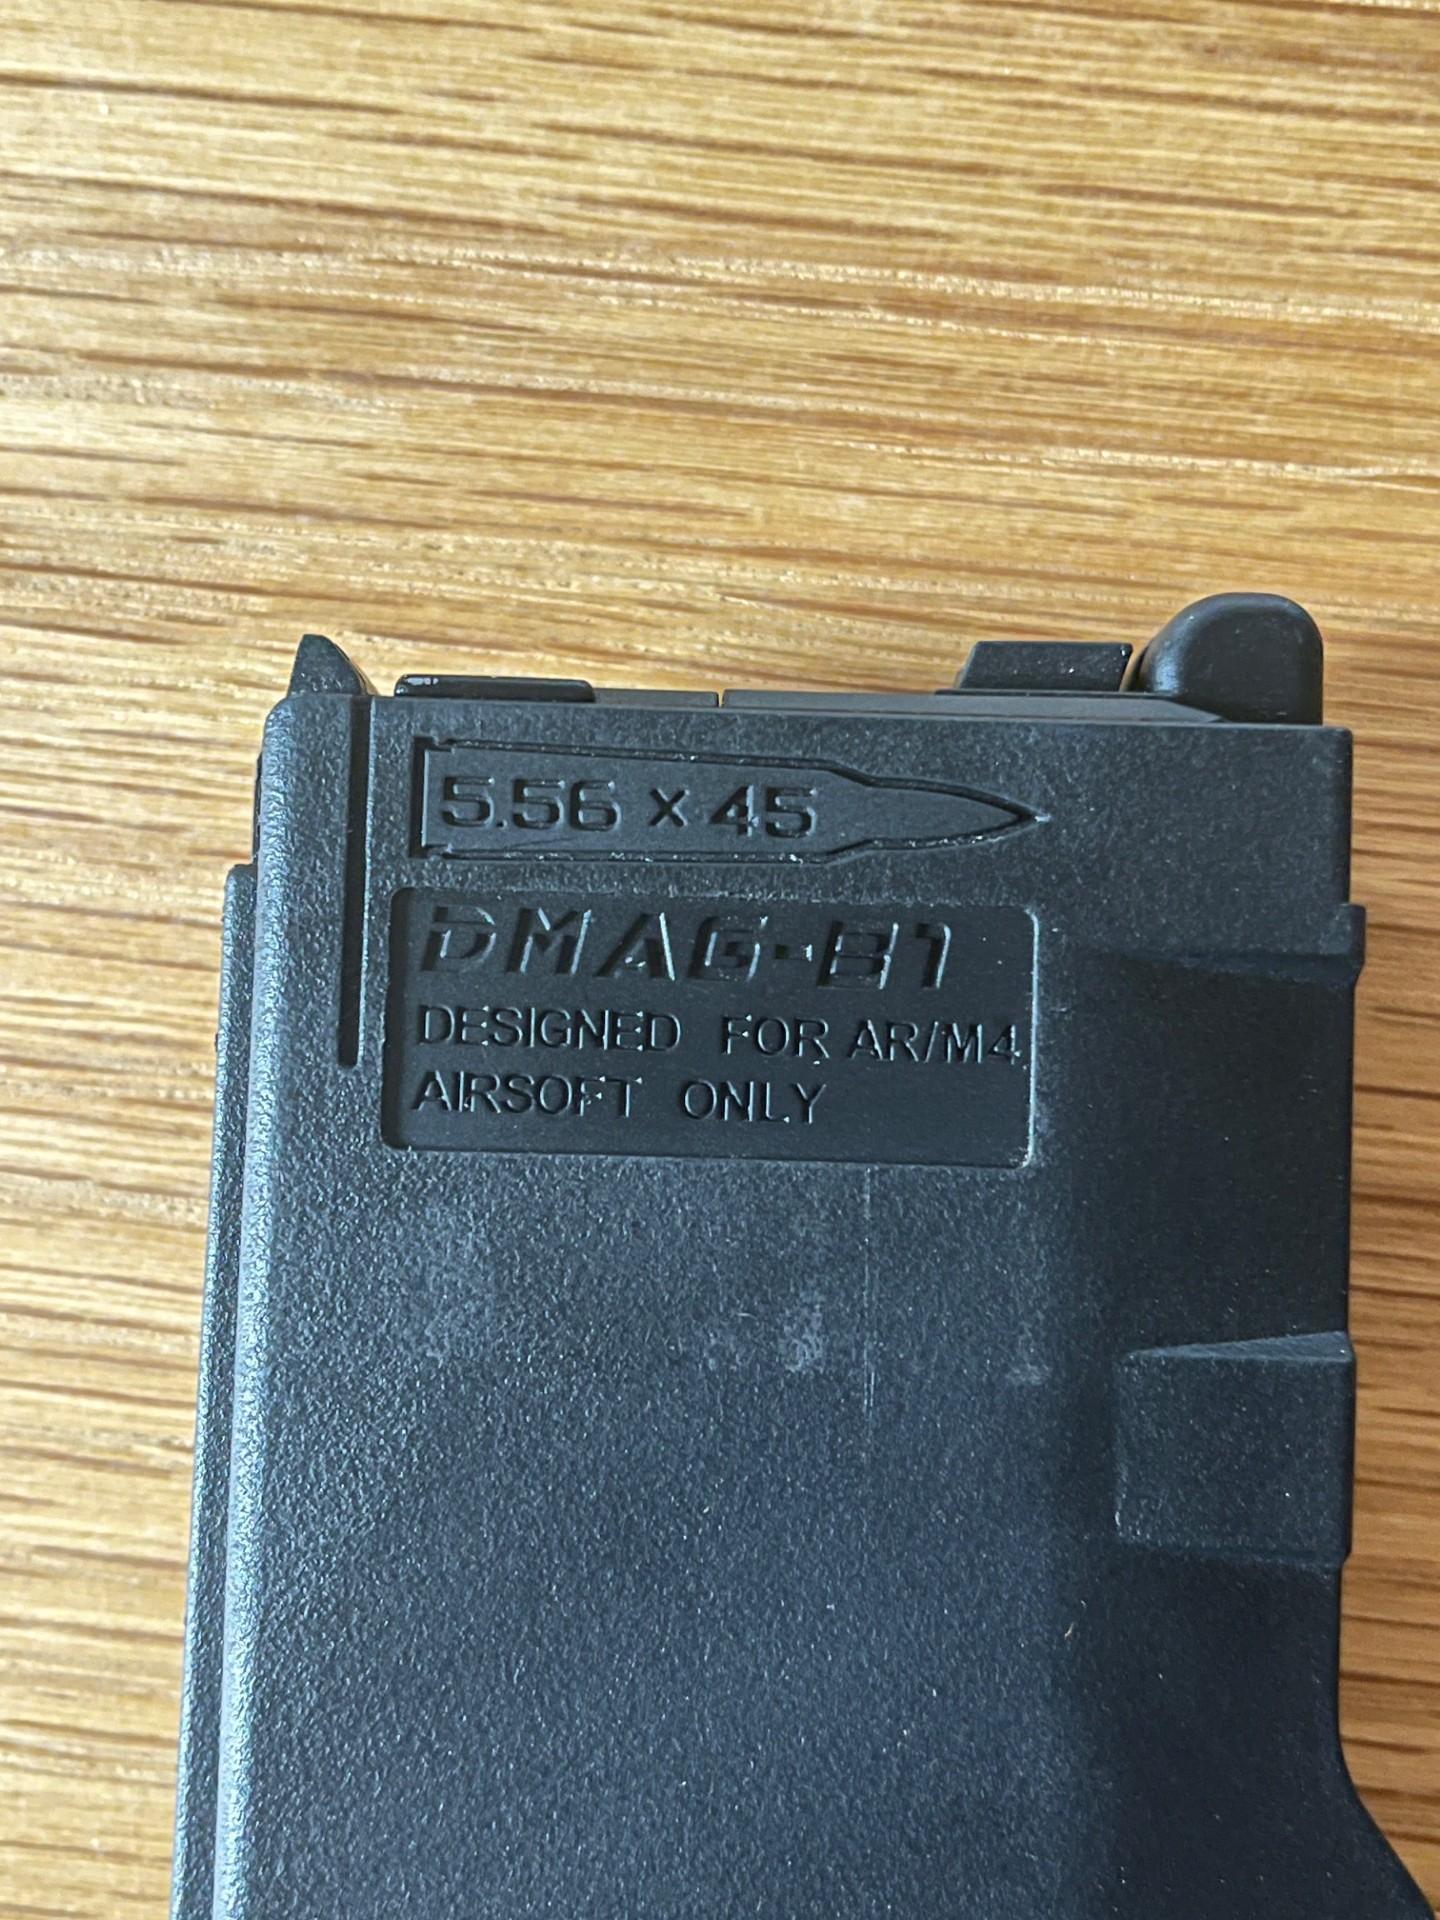 5.56 × 45
DMAG-B1
DESIGNED FOR AR/M4
AIRSOFT ONLY